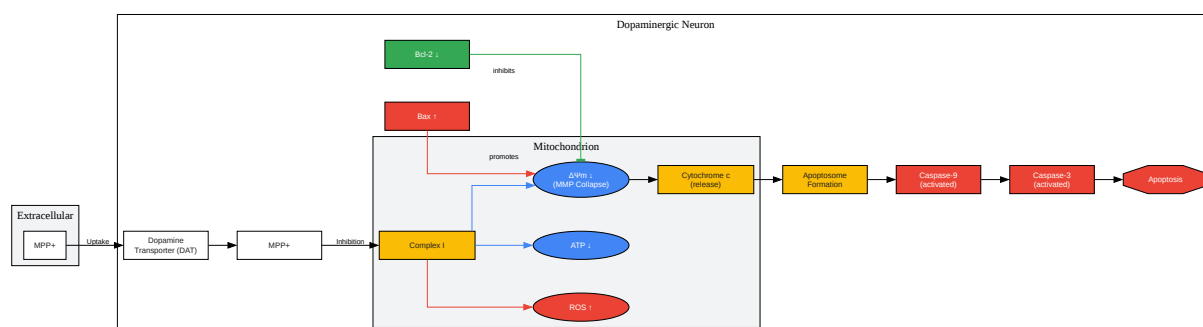 Dopaminergic Neuron
Bcl-2 ↓
inhibits
Bax ↑
Mitochondrion
promotes
ΔΨm ↓
(MMP Collapse)
Cytochrome c
(release)
Apoptosome
Formation
Caspase-9
(activated)
Caspase-3
(activated)
Apoptosis
Extracellular
MPP+
Uptake
Dopamine
Transporter (DAT)
MPP+
Inhibition
Complex I
ATP ↓
ROS ↑